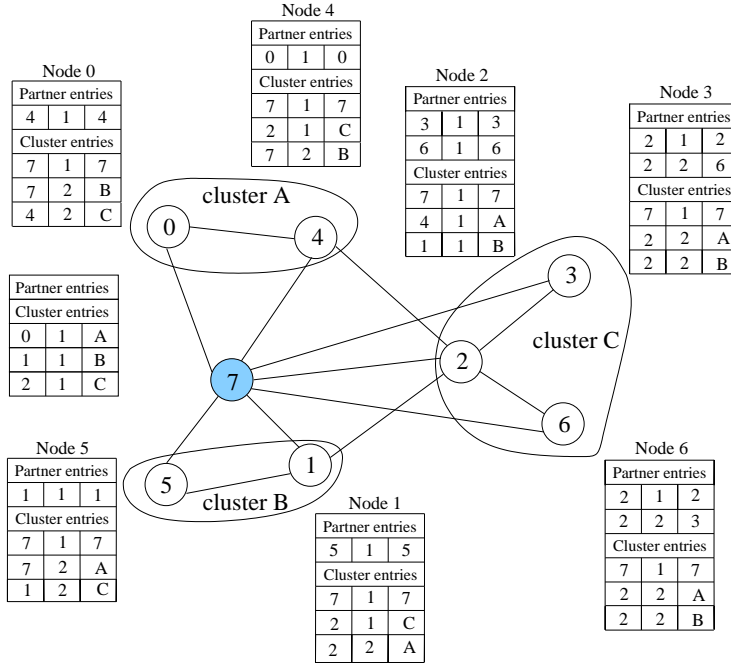 Node 4
Partner entries
0 1 0
Cluster entries
7 1 7
2 1 C
7 2 B
Node 0
Partner entries
4 1 4
Cluster entries
7 1 7
7 2 B
4 2 C
Node 2
Partner entries
3 1 3
6 1 6
Cluster entries
7 1 7
4 1 A
1 1 B
Node 3
Partner entries
2 1 2
2 2 6
Cluster entries
7 1 7
2 2 A
2 2 B
cluster A
0
4
Partner entries
Cluster entries
0 1 A
1 1 B
2 1 C
7
3
cluster C
2
6
Node 5
Partner entries
1 1 1
Cluster entries
7 1 7
7 2 A
1 2 C
5
1
cluster B
Node 1
Partner entries
5 1 5
Cluster entries
7 1 7
2 1 C
2 2 A
Node 6
Partner entries
2 1 2
2 2 3
Cluster entries
7 1 7
2 2 A
2 2 B